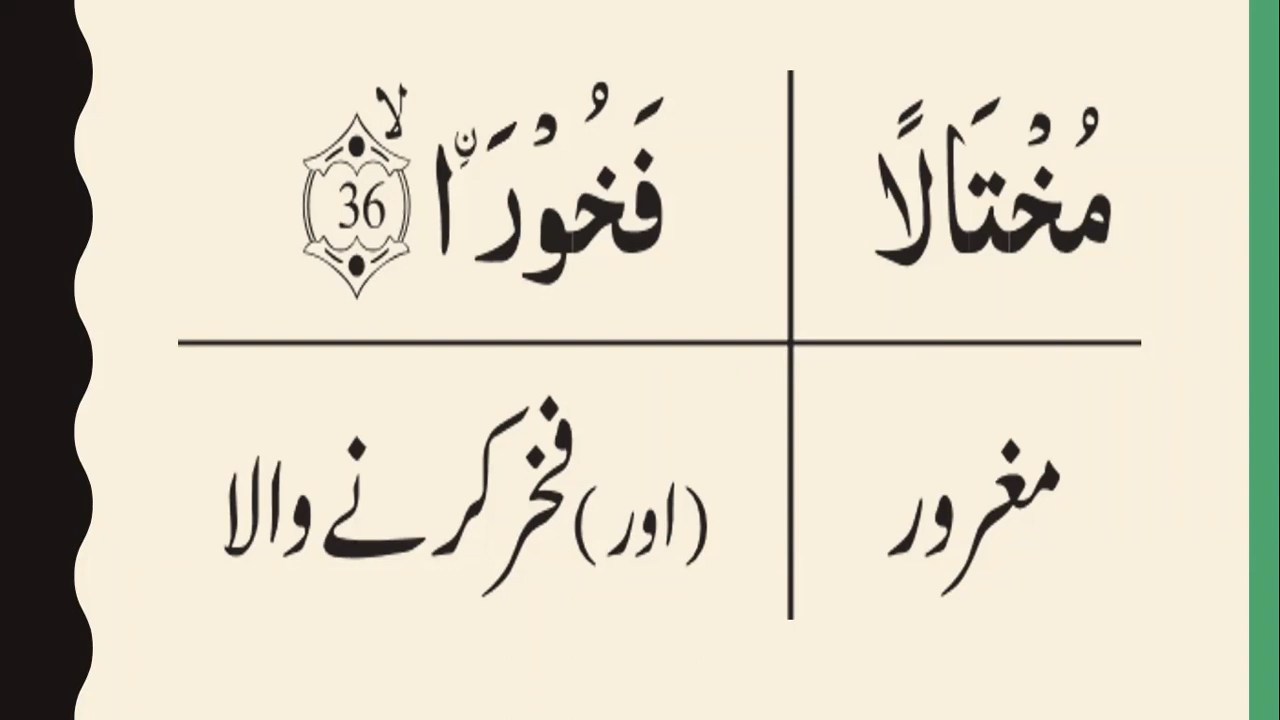 مُخْتَالًا فَخُوْرَاۨ ۙ 36
مغرور (اور) فخر کرنے والا